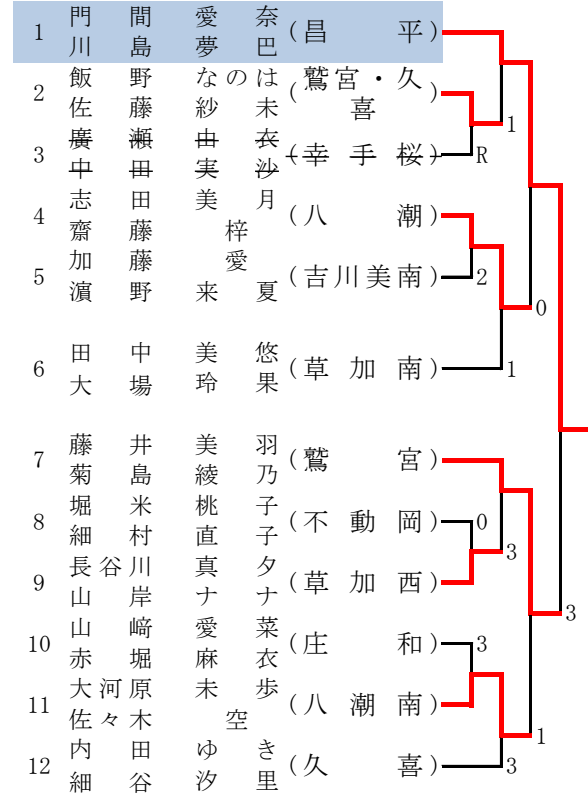 門川 間島 愛夢 奈巴
1 (昌平)
飯野 なのは
2 (鷲宮・久喜)
佐藤 紗未
1
廣瀬 由衣
3 (幸手桜) R
中田 実沙
志田 美月
4 (八潮)
齋藤 梓
加藤 愛
5 (吉川美南) 2
濱野 来夏
0
田中 美悠
6 (草加南) 1
大場 玲果
藤井 美羽
7 (鷲宮)
菊島 綾乃
堀米 桃子
8 (不動岡) 0
細村 直子
3
長谷川 真夕
9 (草加西)
山岸 ナナ
3
山﨑 愛菜
10 (庄和) 3
赤堀 麻衣
大河原 未歩
11 (八潮南)
佐々木 空
1
内田 ゆき
12 (久喜) 3
細谷 汐里